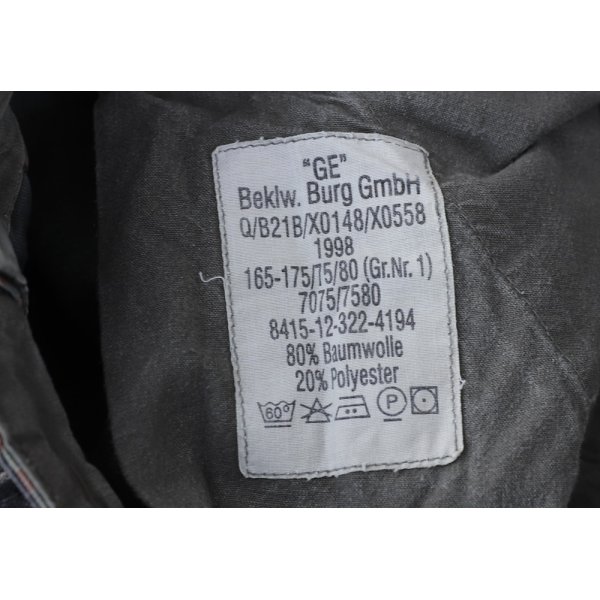 "GE"
Beklw. Burg GmbH
Q/B21B/X0148/X0558
1998
165-175/75/80 (Gr.Nr. 1)
7075/7580
8415-12-322-4194
80% Baumwolle
20% Polyester
60° P